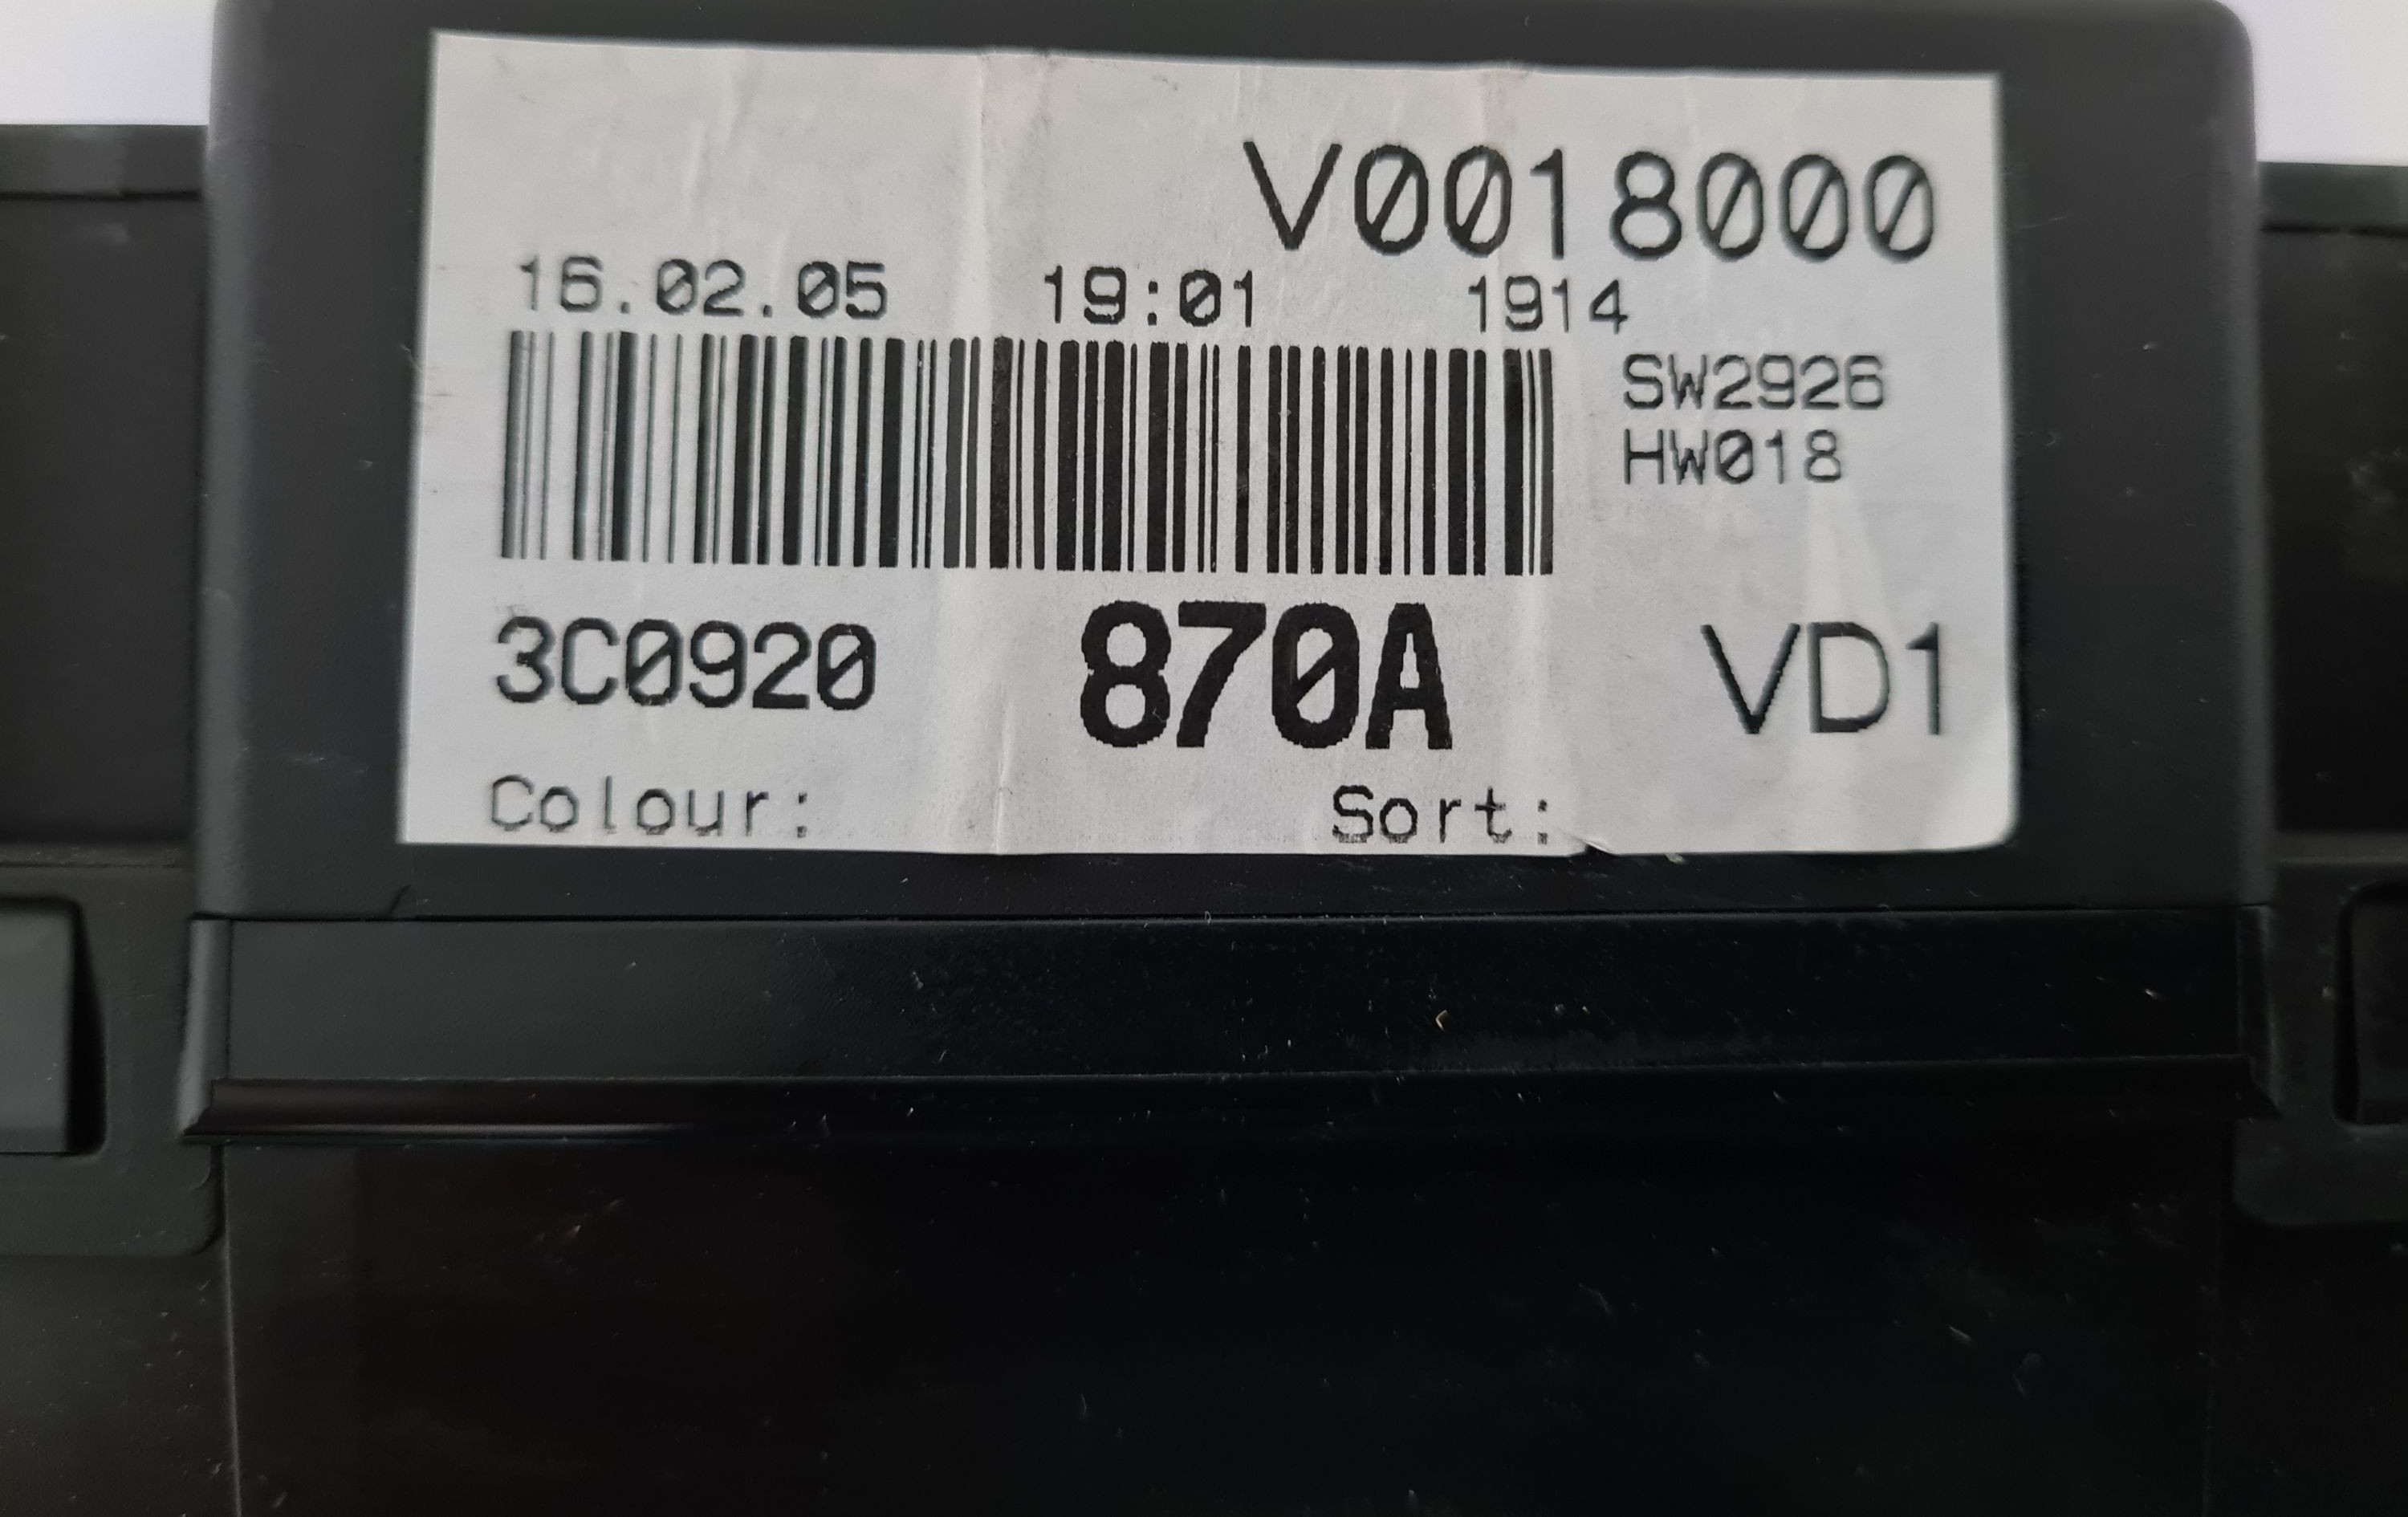 V0018000
16.02.05 19:01 1914
SW2926
HW018
3C0920 870A VD1
Colour: Sort: